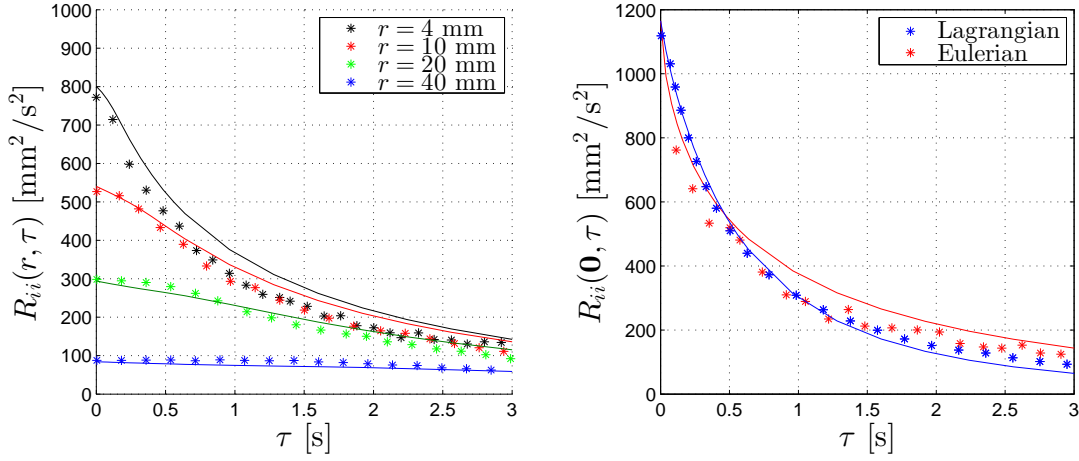 1000
900
800
700
600
500
400
300
200
100
0
0 0.5 1 1.5 2 2.5 3
τ [s]
R_{ii}(r, τ) [mm²/s²]
r = 4 mm
r = 10 mm
r = 20 mm
r = 40 mm
1200
1000
800
600
400
200
0
0 0.5 1 1.5 2 2.5 3
τ [s]
R_{ii}(0, τ) [mm²/s²]
Lagrangian
Eulerian